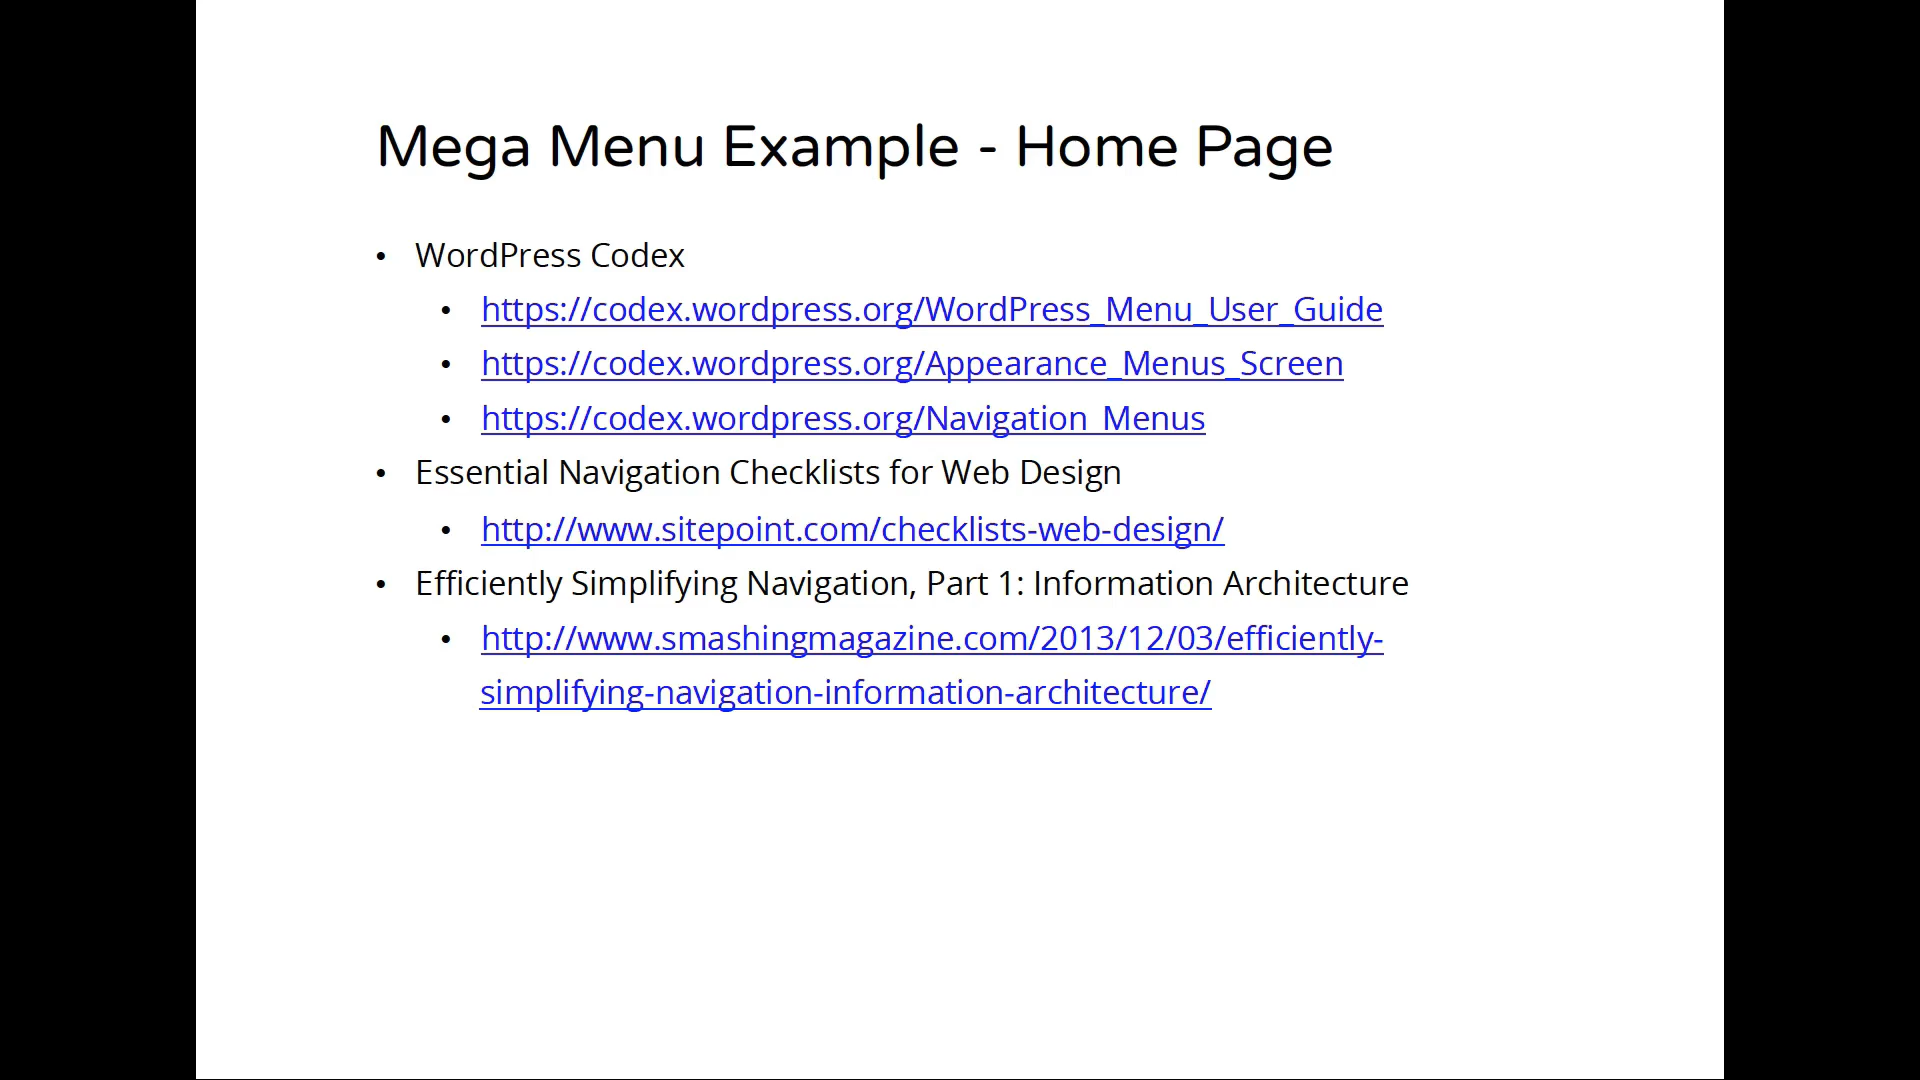 Mega Menu Example - Home Page
• WordPress Codex
• https://codex.wordpress.org/WordPress_Menu_User_Guide
• https://codex.wordpress.org/Appearance_Menus_Screen
• https://codex.wordpress.org/Navigation_Menus
• Essential Navigation Checklists for Web Design
• http://www.sitepoint.com/checklists-web-design/
• Efficiently Simplifying Navigation, Part 1: Information Architecture
• http://www.smashingmagazine.com/2013/12/03/efficiently-
simplifying-navigation-information-architecture/